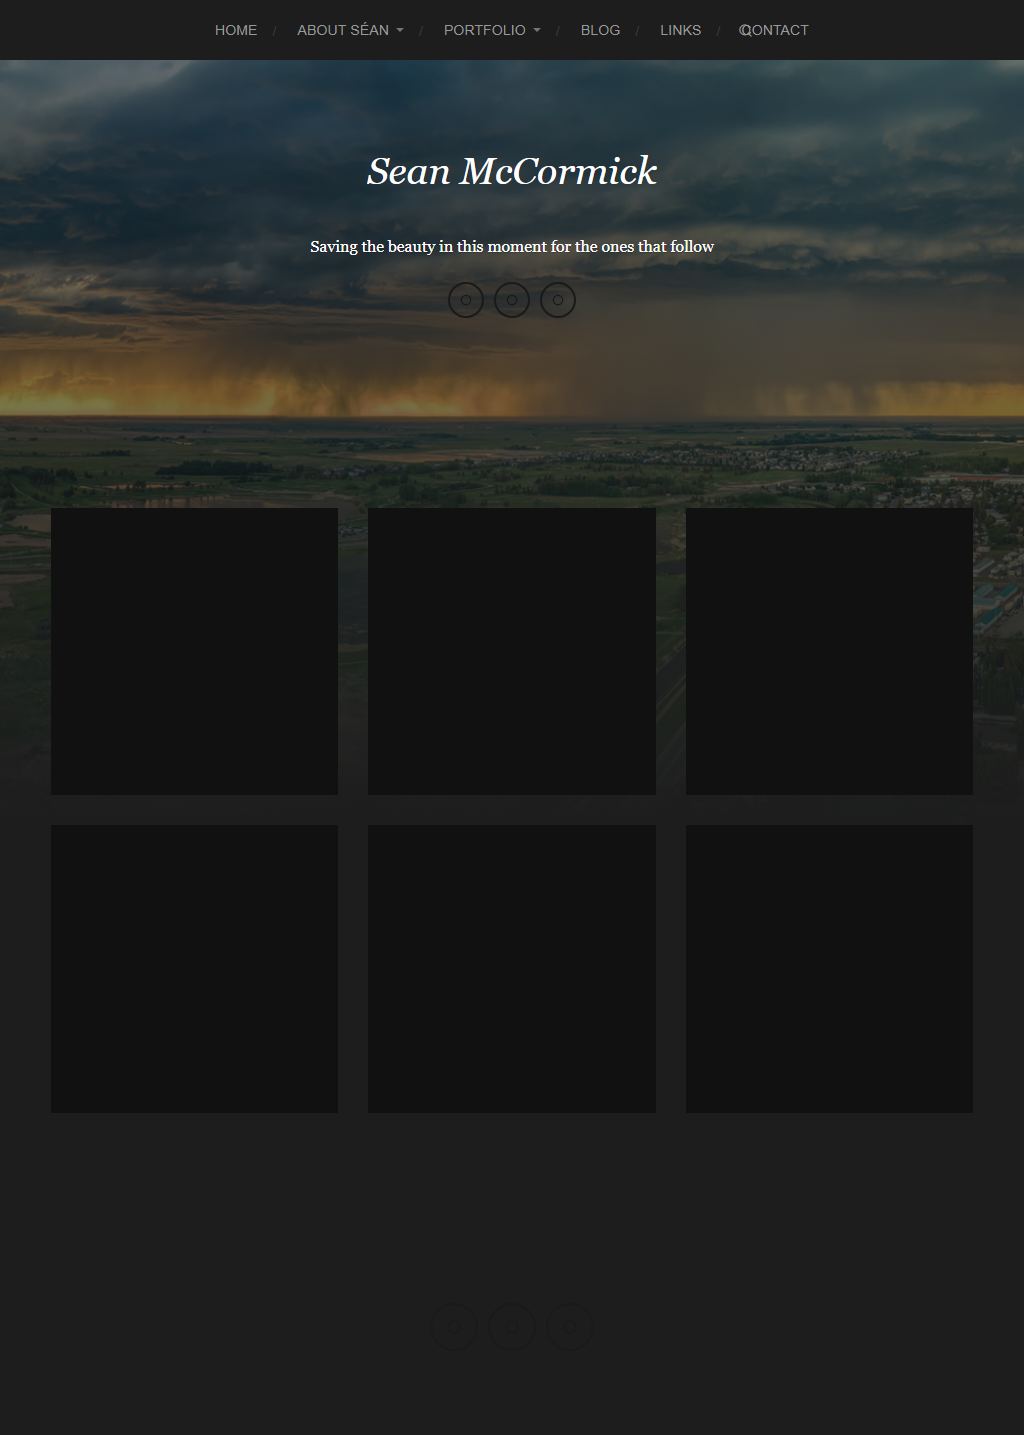 HOME / ABOUT SÉAN / PORTFOLIO / BLOG / LINKS / CONTACT
Sean McCormick
Saving the beauty in this moment for the ones that follow